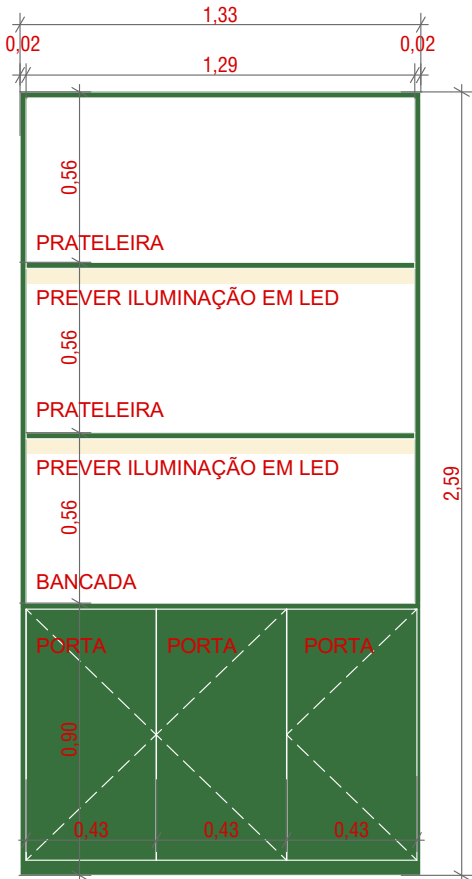 1,33
0,02
0,02
1,29
0,56
PRATELEIRA
PREVER ILUMINAÇÃO EM LED
0,56
PRATELEIRA
PREVER ILUMINAÇÃO EM LED
2,59
0,56
BANCADA
PORTA
PORTA
PORTA
0,90
0,43
0,43
0,43